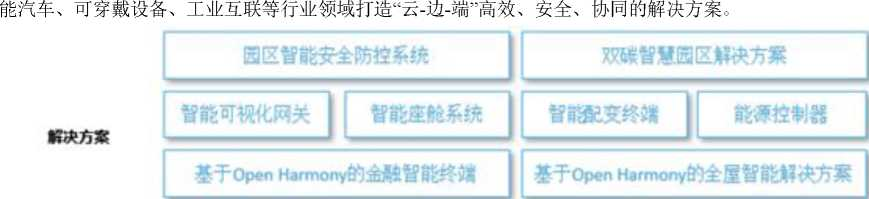 能汽车、可穿戴设备、工业互联等行业领域打造“云-边-端”高效、安全、协同的解决方案。
园区智能安全防控系统 双碳智慧园区解决方案
智能可视化网关 智能座舱系统 智能配变终端 能源控制器
解决方案
基于Open Harmony的金融智能终端 基于Open Harmony的全屋智能解决方案